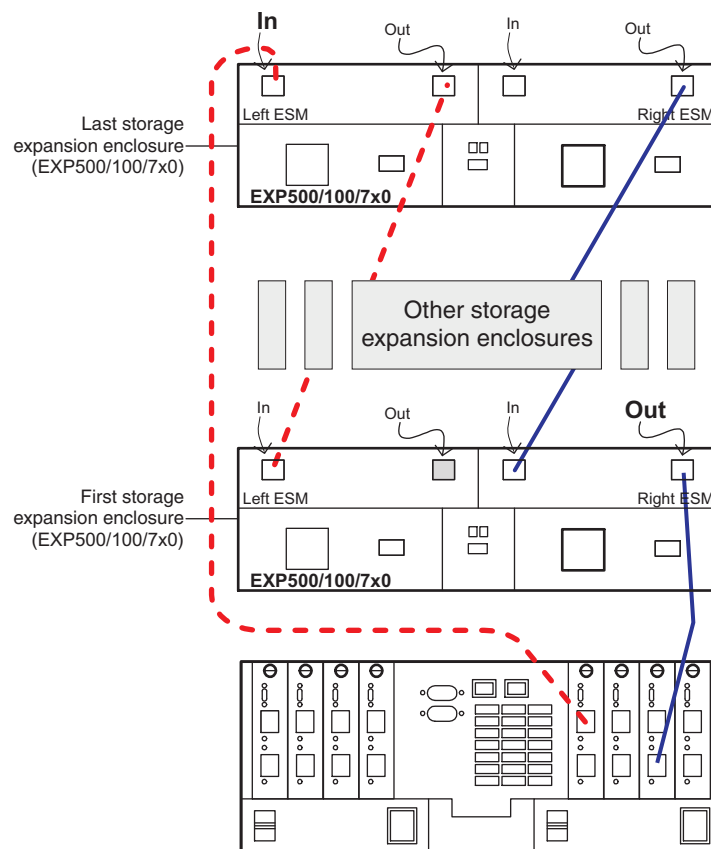 In
Out
In
Out
Left ESM
Right ESM
Last storage
expansion enclosure
(EXP500/100/7x0)
EXP500/100/7x0
Other storage
expansion enclosures
In
Out
In
Out
Left ESM
Right ESM
First storage
expansion enclosure
(EXP500/100/7x0)
EXP500/100/7x0